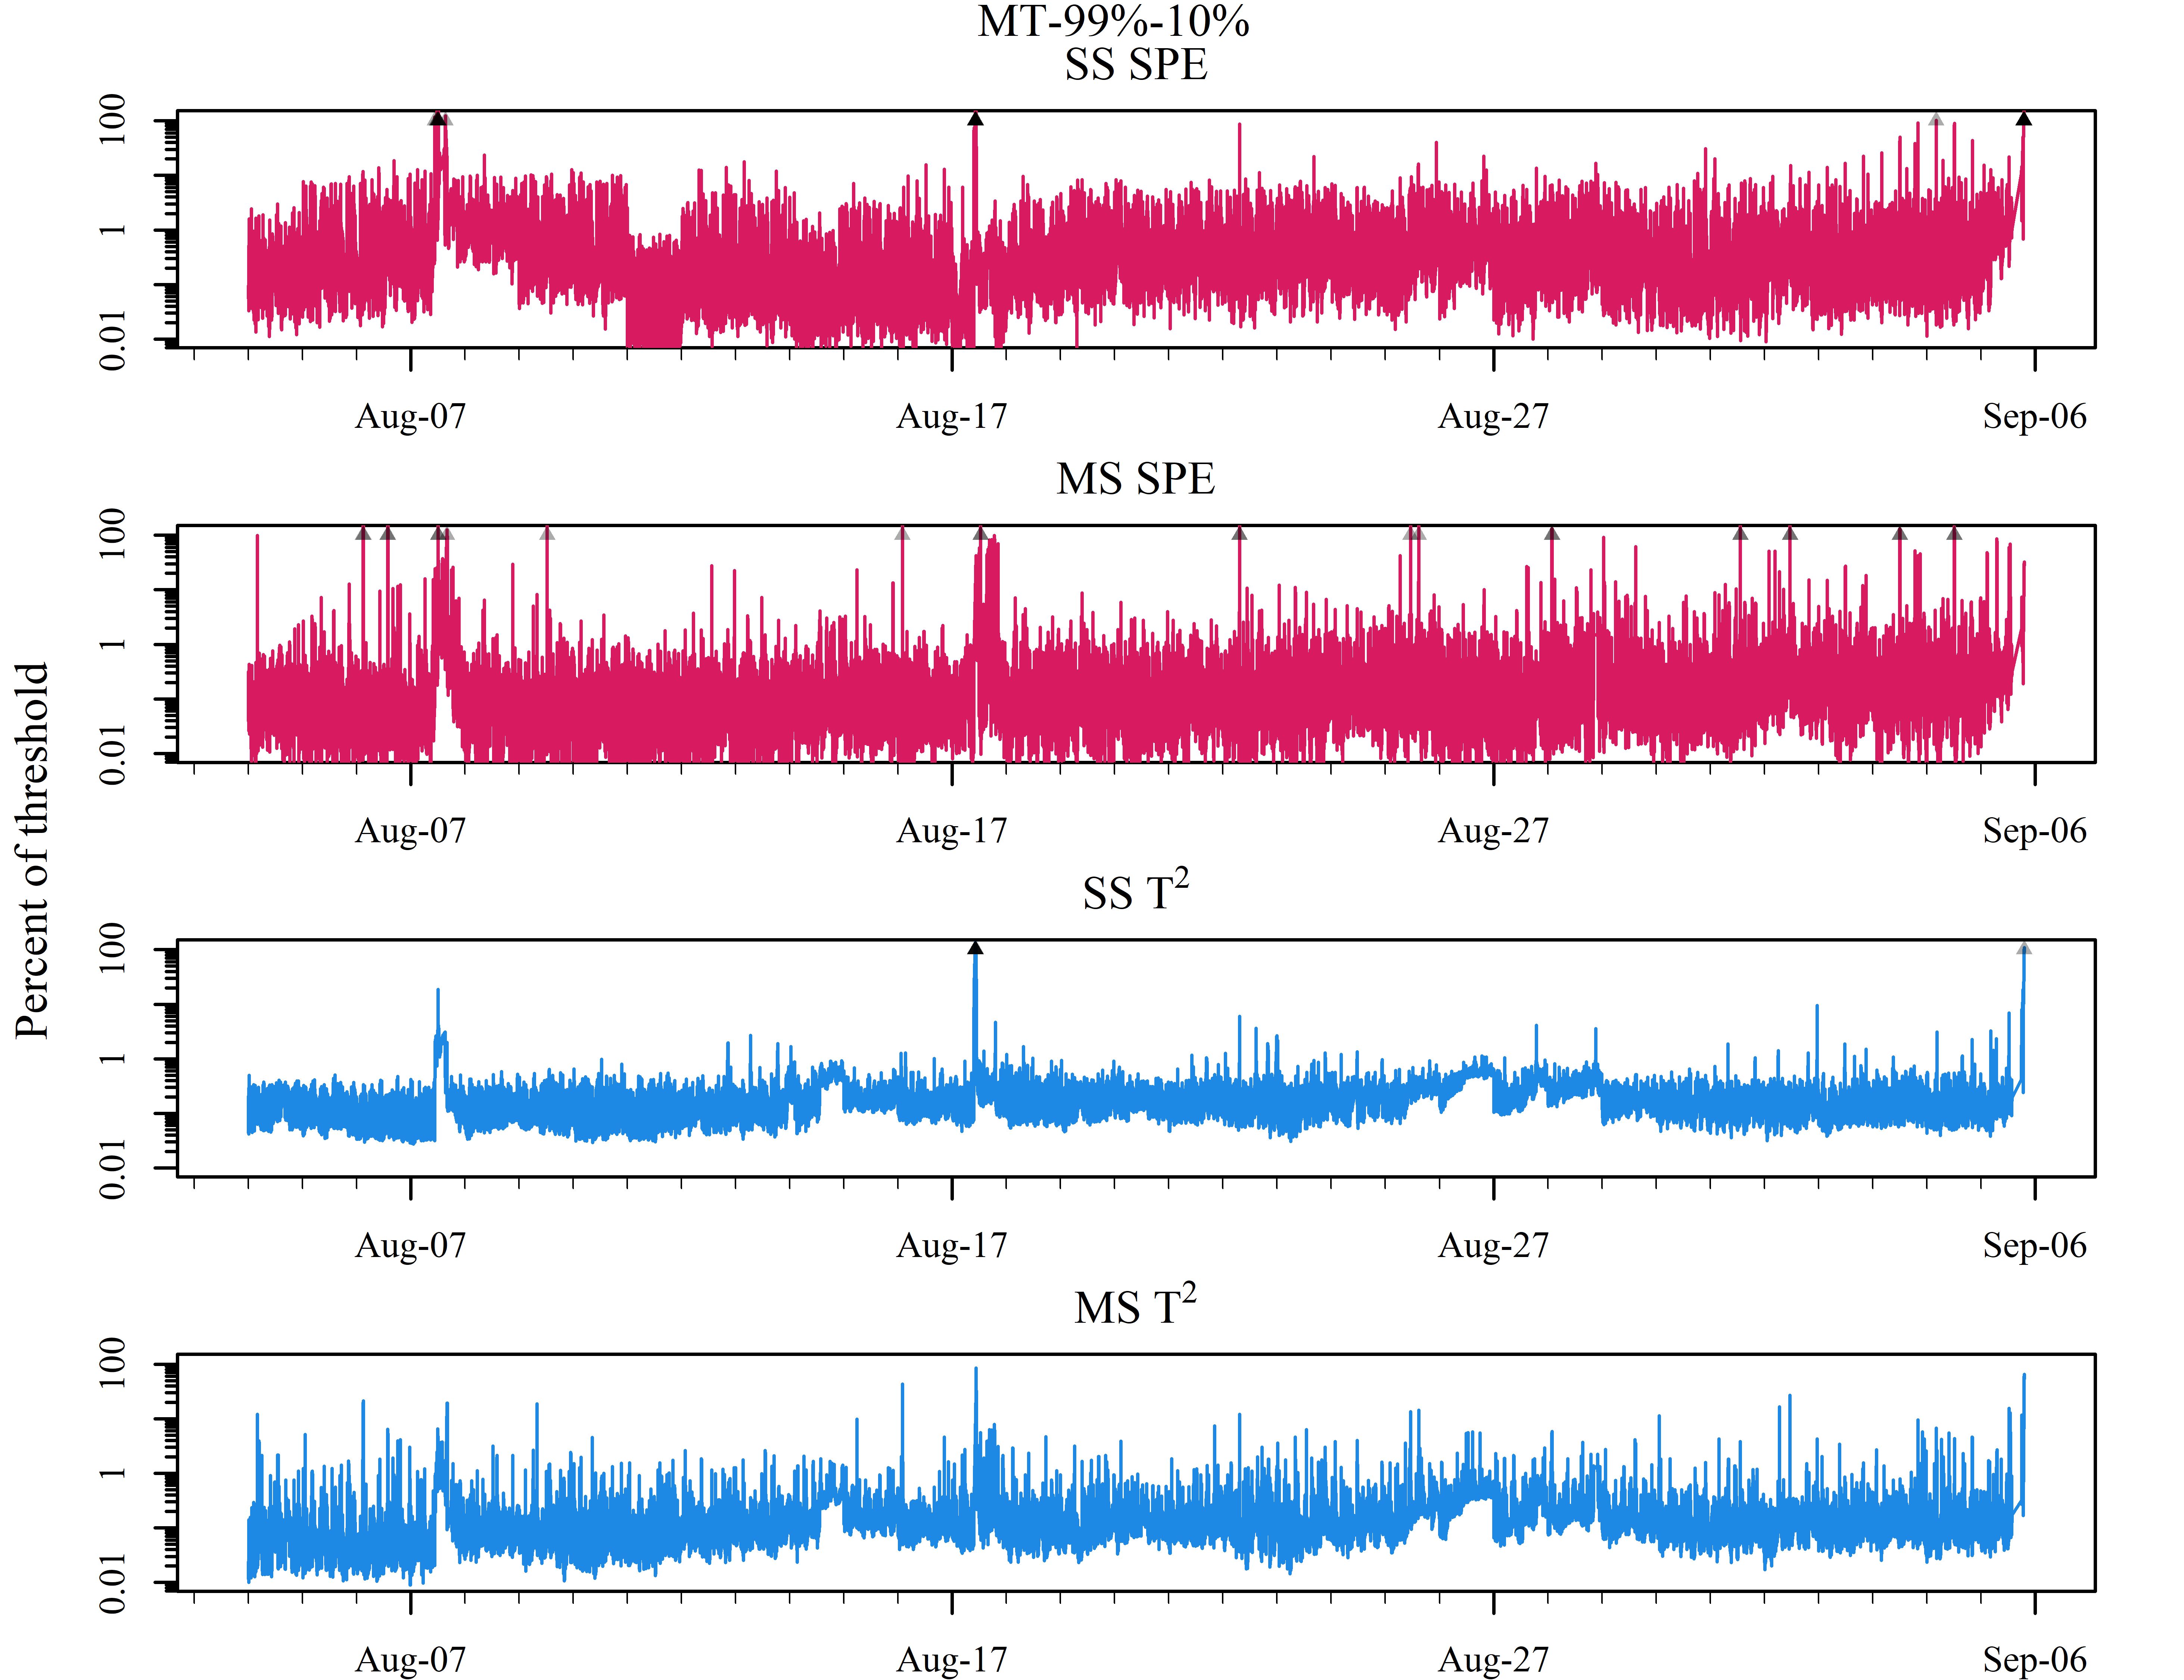 MT-99%-10%
SS SPE
100
1
0.01
Aug-07 Aug-17 Aug-27 Sep-06
MS SPE
100
1
0.01
Aug-07 Aug-17 Aug-27 Sep-06
Percent of threshold
SS T²
100
1
0.01
Aug-07 Aug-17 Aug-27 Sep-06
MS T²
100
1
0.01
Aug-07 Aug-17 Aug-27 Sep-06